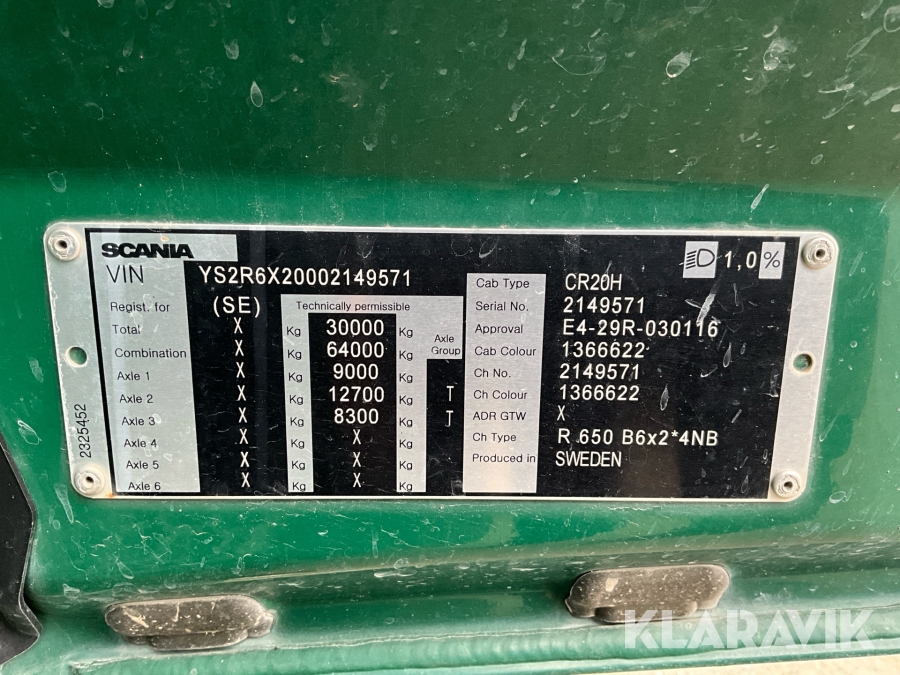 SCANIA
VIN YS2R6X20002149571
1,0%
Regist. for (SE) Technically permissible
Total X Kg 30000 Kg
Combination X Kg 64000 Kg Axle Group
Axle 1 X Kg 9000 Kg
Axle 2 X Kg 12700 Kg T
Axle 3 X Kg 8300 Kg
Axle 4 X Kg X Kg
Axle 5 X Kg X Kg
Axle 6 X Kg X Kg
2325452
Cab Type CR20H
Serial No. 2149571
Approval E4-29R-030116
Cab Colour 1366622
Ch No. 2149571
Ch Colour 1366622
ADR GTW X
Ch Type R 650 B6x2*4NB
Produced in SWEDEN
KLARAVIK